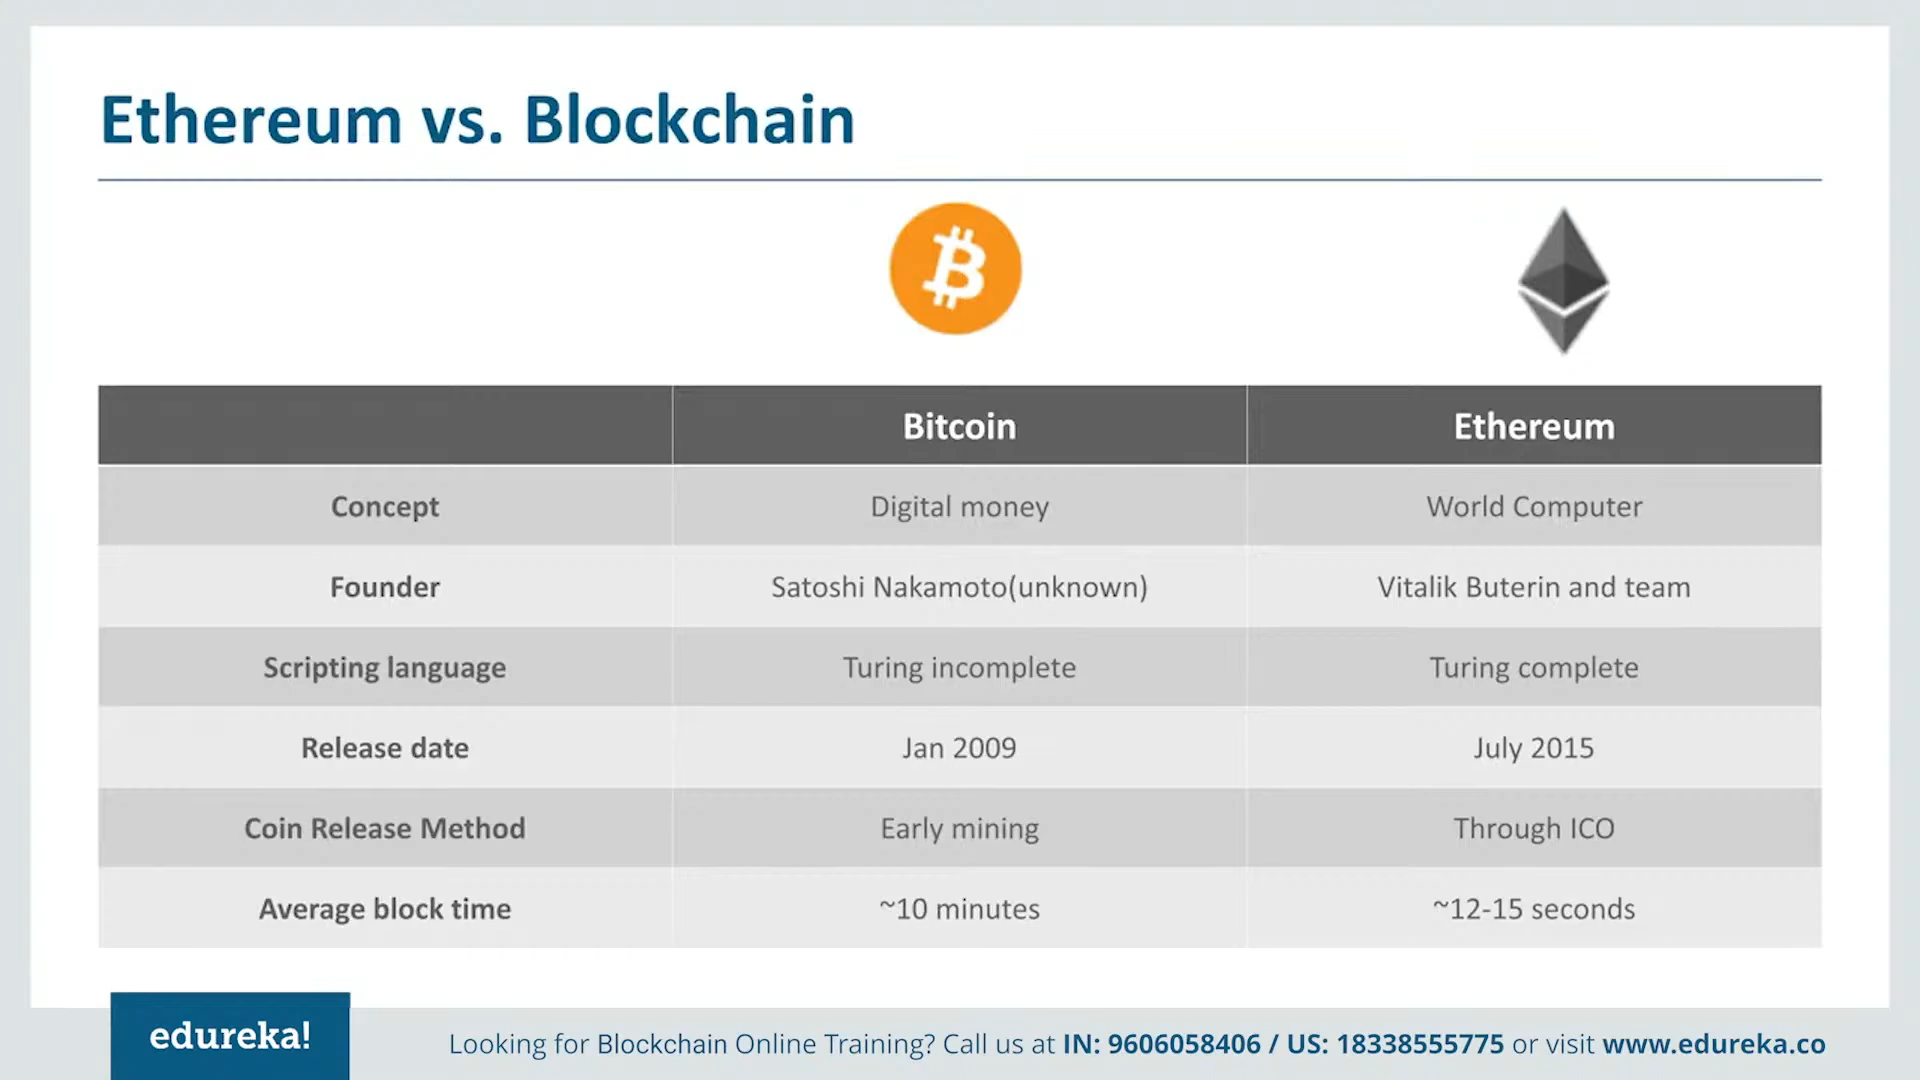 Ethereum vs. Blockchain
Bitcoin Ethereum
Concept Digital money World Computer
Founder Satoshi Nakamoto(unknown) Vitalik Buterin and team
Scripting language Turing incomplete Turing complete
Release date Jan 2009 July 2015
Coin Release Method Early mining Through ICO
Average block time ~10 minutes ~12-15 seconds
edureka!
Looking for Blockchain Online Training? Call us at IN: 9606058406 / US: 18338555775 or visit www.edureka.co